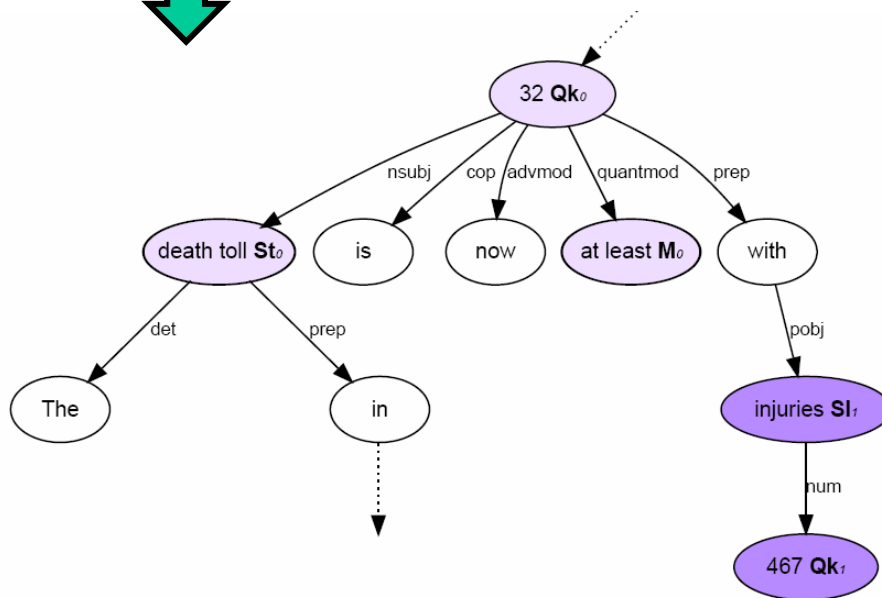 32 Qk0
nsubj cop advmod quantmod prep
death toll St0 is now at least M0 with
det prep pobj
The in injuries SI1
num
467 Qk1